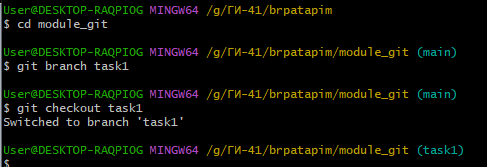 User@DESKTOP-RAQPIOG MINGW64 /g/ГИ-41/brpatapim
$ cd module_git
User@DESKTOP-RAQPIOG MINGW64 /g/ГИ-41/brpatapim/module_git (main)
$ git branch task1
User@DESKTOP-RAQPIOG MINGW64 /g/ГИ-41/brpatapim/module_git (main)
$ git checkout task1
Switched to branch 'task1'
User@DESKTOP-RAQPIOG MINGW64 /g/ГИ-41/brpatapim/module_git (task1)
$